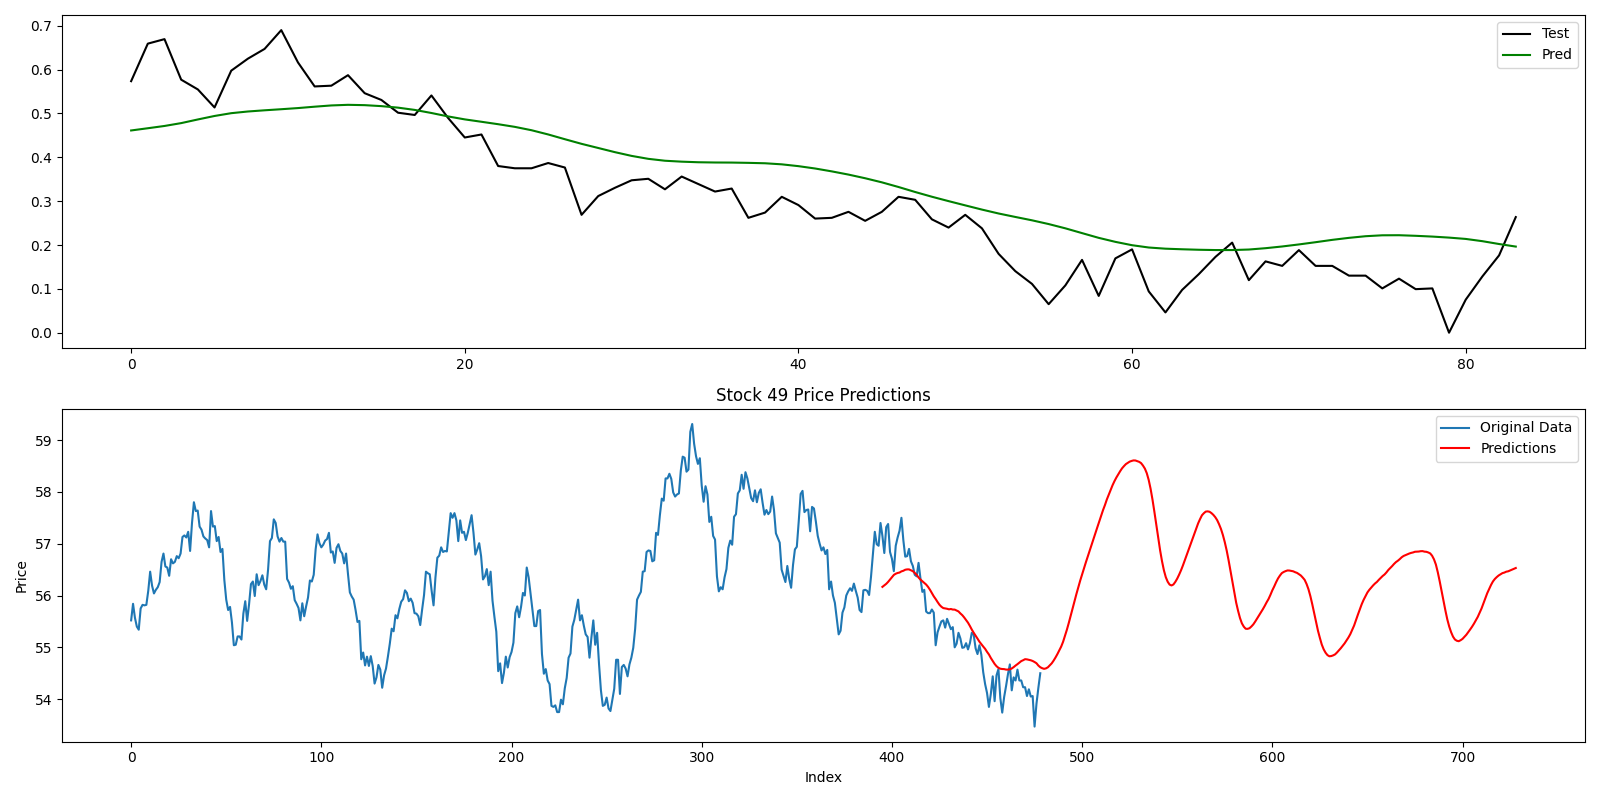 0.7
0.6
0.5
0.4
0.3
0.2
0.1
0.0
Test
Pred
0 20 40 60 80
Stock 49 Price Predictions
59
58
57
56
55
54
Price
Original Data
Predictions
0 100 200 300 400 500 600 700
Index